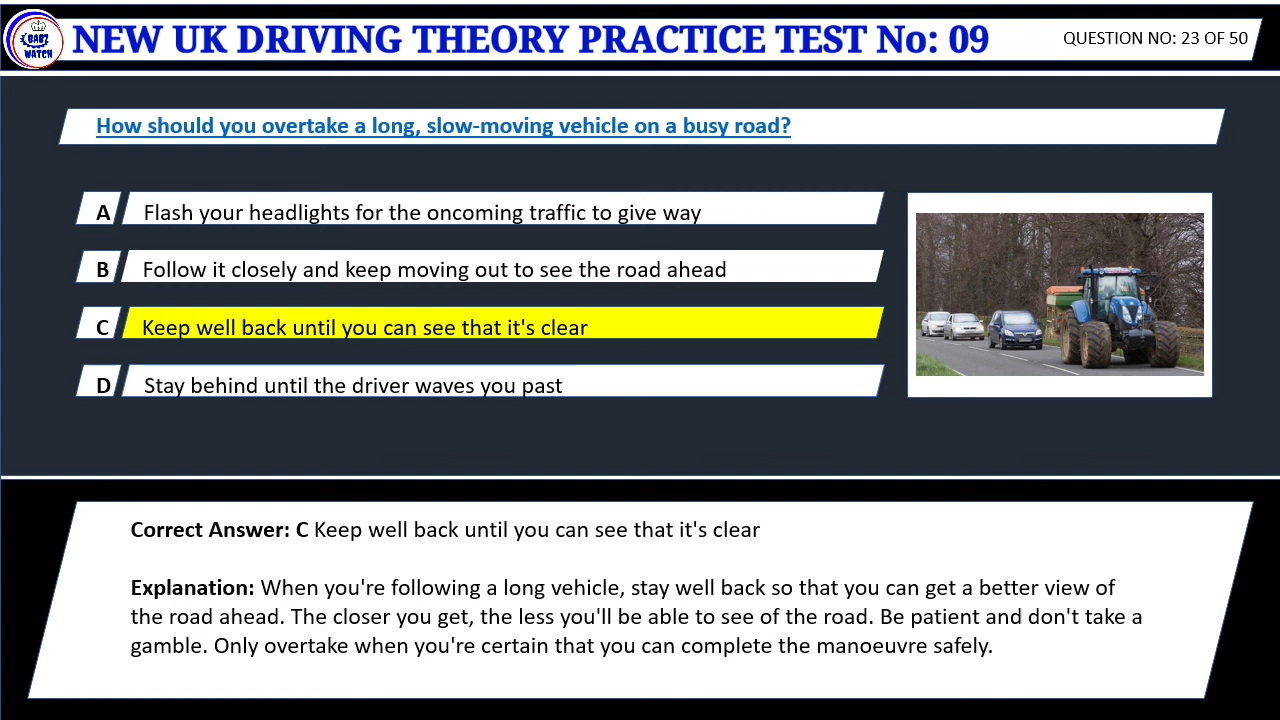 BABZ
WATCH
NEW UK DRIVING THEORY PRACTICE TEST No: 09
QUESTION NO: 23 OF 50
How should you overtake a long, slow-moving vehicle on a busy road?
A Flash your headlights for the oncoming traffic to give way
B Follow it closely and keep moving out to see the road ahead
C Keep well back until you can see that it's clear
D Stay behind until the driver waves you past
Correct Answer: C Keep well back until you can see that it's clear
Explanation: When you're following a long vehicle, stay well back so that you can get a better view of
the road ahead. The closer you get, the less you'll be able to see of the road. Be patient and don't take a
gamble. Only overtake when you're certain that you can complete the manoeuvre safely.